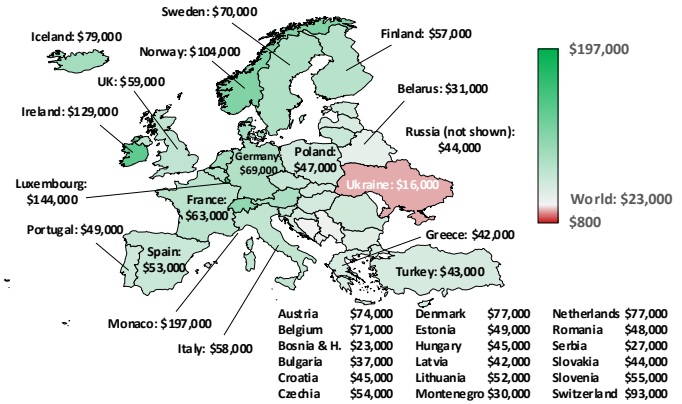 Sweden: $70,000
Iceland: $79,000
Finland: $57,000
Norway: $104,000
$197,000
UK: $59,000
Belarus: $31,000
Ireland: $129,000
Russia (not shown):
$44,000
Germany:
$69,000
Poland:
$47,000
Ukraine: $16,000
Luxembourg:
$144,000
France:
$63,000
World: $23,000
$800
Portugal: $49,000
Greece: $42,000
Spain:
$53,000
Turkey: $43,000
Monaco: $197,000
Italy: $58,000
Austria $74,000 Denmark $77,000 Netherlands $77,000
Belgium $71,000 Estonia $49,000 Romania $48,000
Bosnia & H. $23,000 Hungary $45,000 Serbia $27,000
Bulgaria $37,000 Latvia $42,000 Slovakia $44,000
Croatia $45,000 Lithuania $52,000 Slovenia $55,000
Czechia $54,000 Montenegro $30,000 Switzerland $93,000